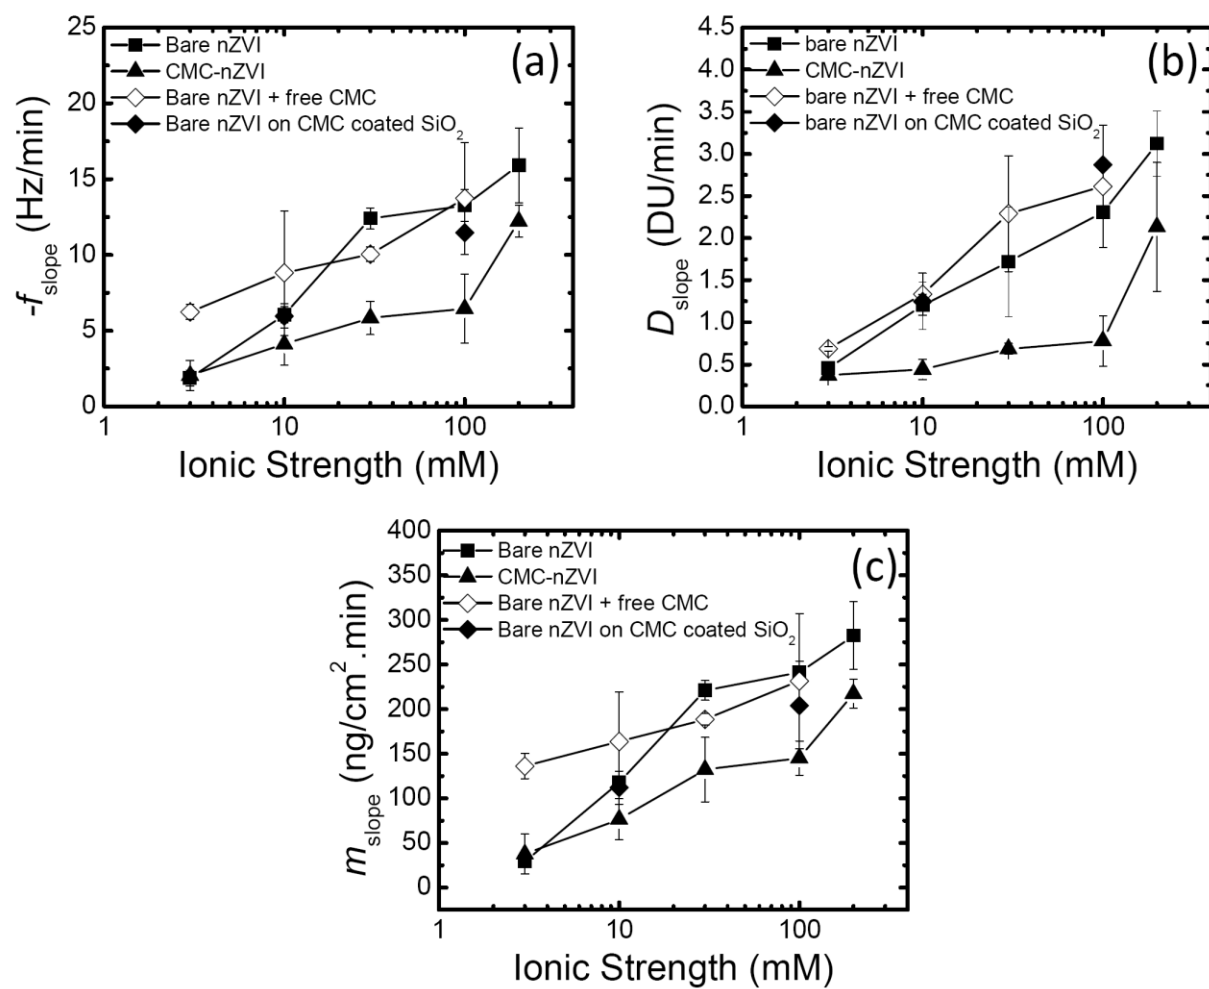 (a)
Bare nZVI
CMC-nZVI
Bare nZVI + free CMC
Bare nZVI on CMC coated SiO₂
25
20
15
10
5
0
-f slope (Hz/min)
1 10 100
Ionic Strength (mM)
(b)
bare nZVI
CMC-nZVI
bare nZVI + free CMC
bare nZVI on CMC coated SiO₂
4.5
4.0
3.5
3.0
2.5
2.0
1.5
1.0
0.5
0.0
D slope (DU/min)
1 10 100
Ionic Strength (mM)
(c)
Bare nZVI
CMC-nZVI
Bare nZVI + free CMC
Bare nZVI on CMC coated SiO₂
400
350
300
250
200
150
100
50
0
m slope (ng/cm².min)
1 10 100
Ionic Strength (mM)